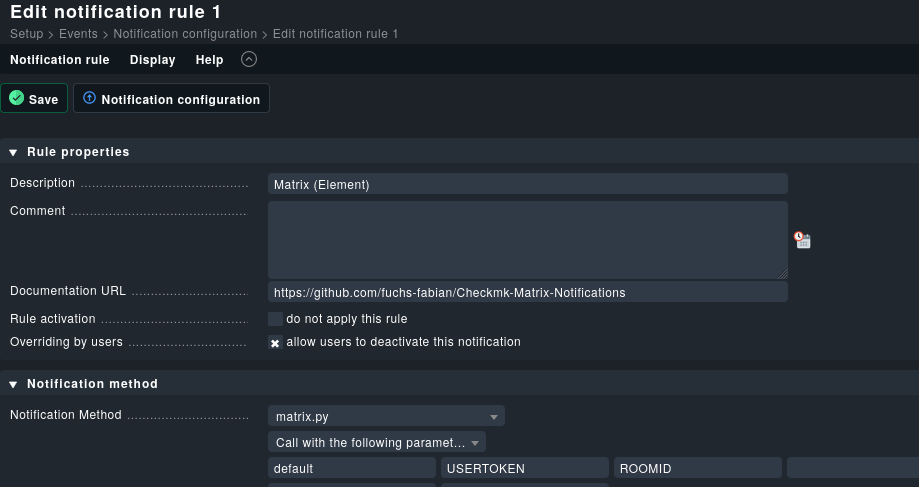 Edit notification rule 1
Setup > Events > Notification configuration > Edit notification rule 1
Notification rule Display Help
Save Notification configuration
Rule properties
Description Matrix (Element)
Comment
Documentation URL https://github.com/fuchs-fabian/Checkmk-Matrix-Notifications
Rule activation do not apply this rule
Overriding by users allow users to deactivate this notification
Notification method
Notification Method matrix.py
Call with the following paramet...
default USERTOKEN ROOMID